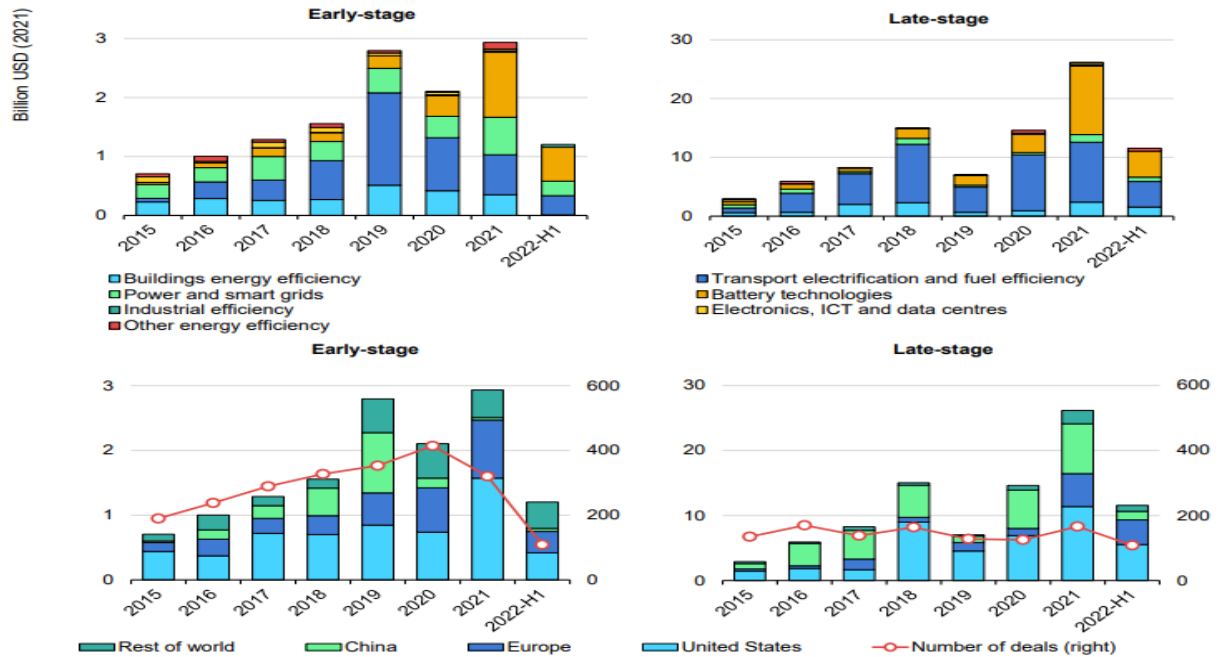 Early-stage
Late-stage
Billion USD (2021)
3
2
1
0
30
20
10
0
2015 2016 2017 2018 2019 2020 2021 2022-H1
2015 2016 2017 2018 2019 2020 2021 2022-H1
Buildings energy efficiency
Transport electrification and fuel efficiency
Power and smart grids
Battery technologies
Industrial efficiency
Electronics, ICT and data centres
Other energy efficiency
Early-stage
Late-stage
3
2
1
0
600
400
200
0
30
20
10
0
600
400
200
0
2015 2016 2017 2018 2019 2020 2021 2022-H1
2015 2016 2017 2018 2019 2020 2021 2022-H1
Rest of world China Europe United States Number of deals (right)